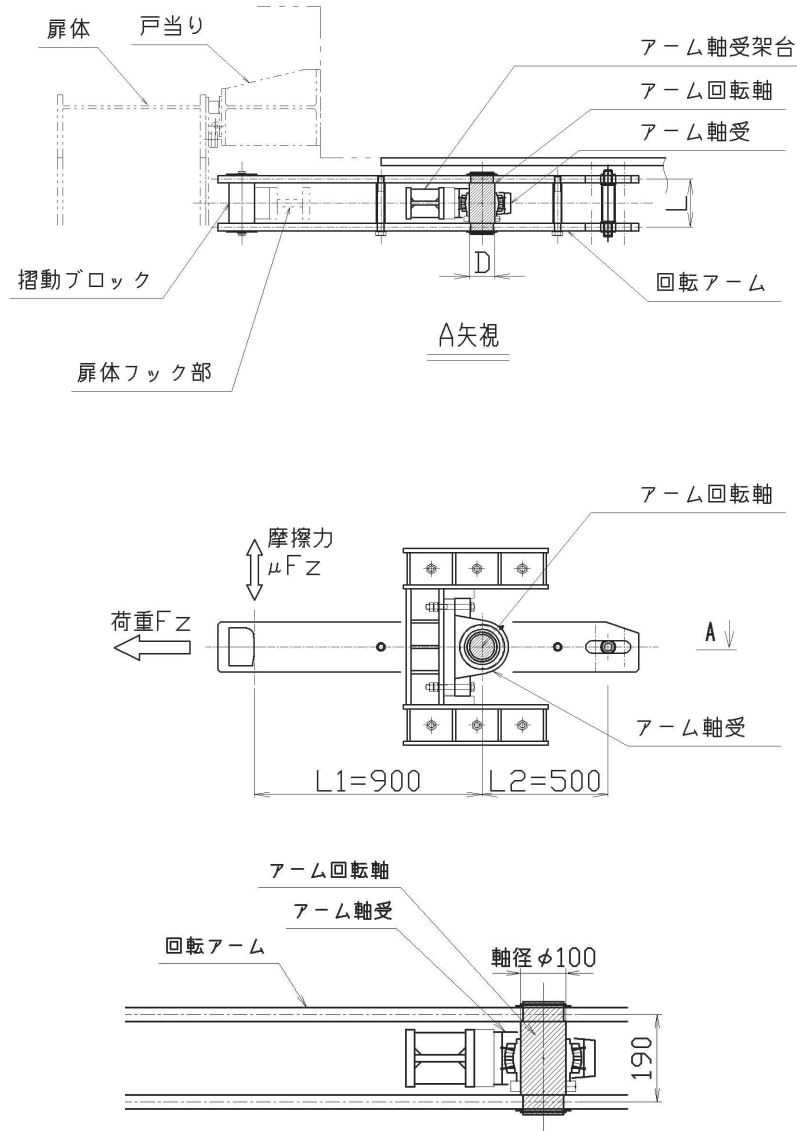 扉体
戸当り
アーム軸受架台
アーム回転軸
アーム軸受
L
D
摺動ブロック
回転アーム
A矢視
扉体フック部
アーム回転軸
摩擦力
μFz
荷重Fz
A
アーム軸受
L1=900
L2=500
アーム回転軸
アーム軸受
回転アーム
軸径φ100
190